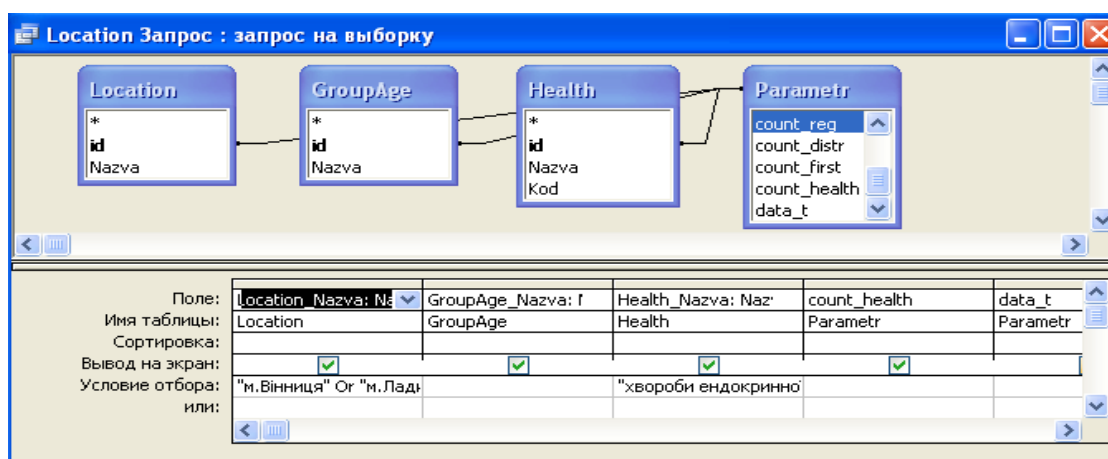 Location Запрос : запрос на выборку
Location GroupAge Health Parametr
* * * count_reg
id id id count_distr
Nazva Nazva Nazva count_first
Kod count_health
data_t
Поле: Location_Nazva: Na GroupAge_Nazva: Health_Nazva: Naz count_health data_t
Имя таблицы: Location GroupAge Health Parametr Parametr
Сортировка:
Вывод на экран:
Условие отбора: "м.Вінниця" Or "м.Лади "хвороби ендокринно
или: